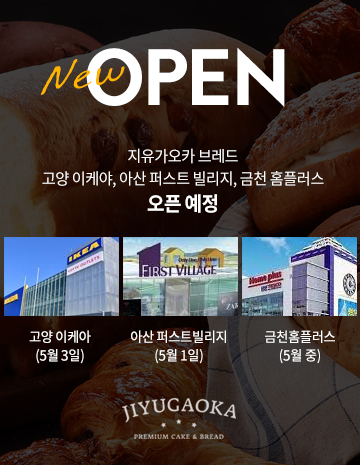 New OPEN
지유가오카 브레드
고양 이케야, 아산 퍼스트 빌리지, 금천 홈플러스
오픈 예정
IKEA
FIRST VILLAGE
Home plus
고양 이케아
(5월 3일)
아산 퍼스트빌리지
(5월 1일)
금천홈플러스
(5월 중)
JIYUGAOKA
PREMIUM CAKE & BREAD